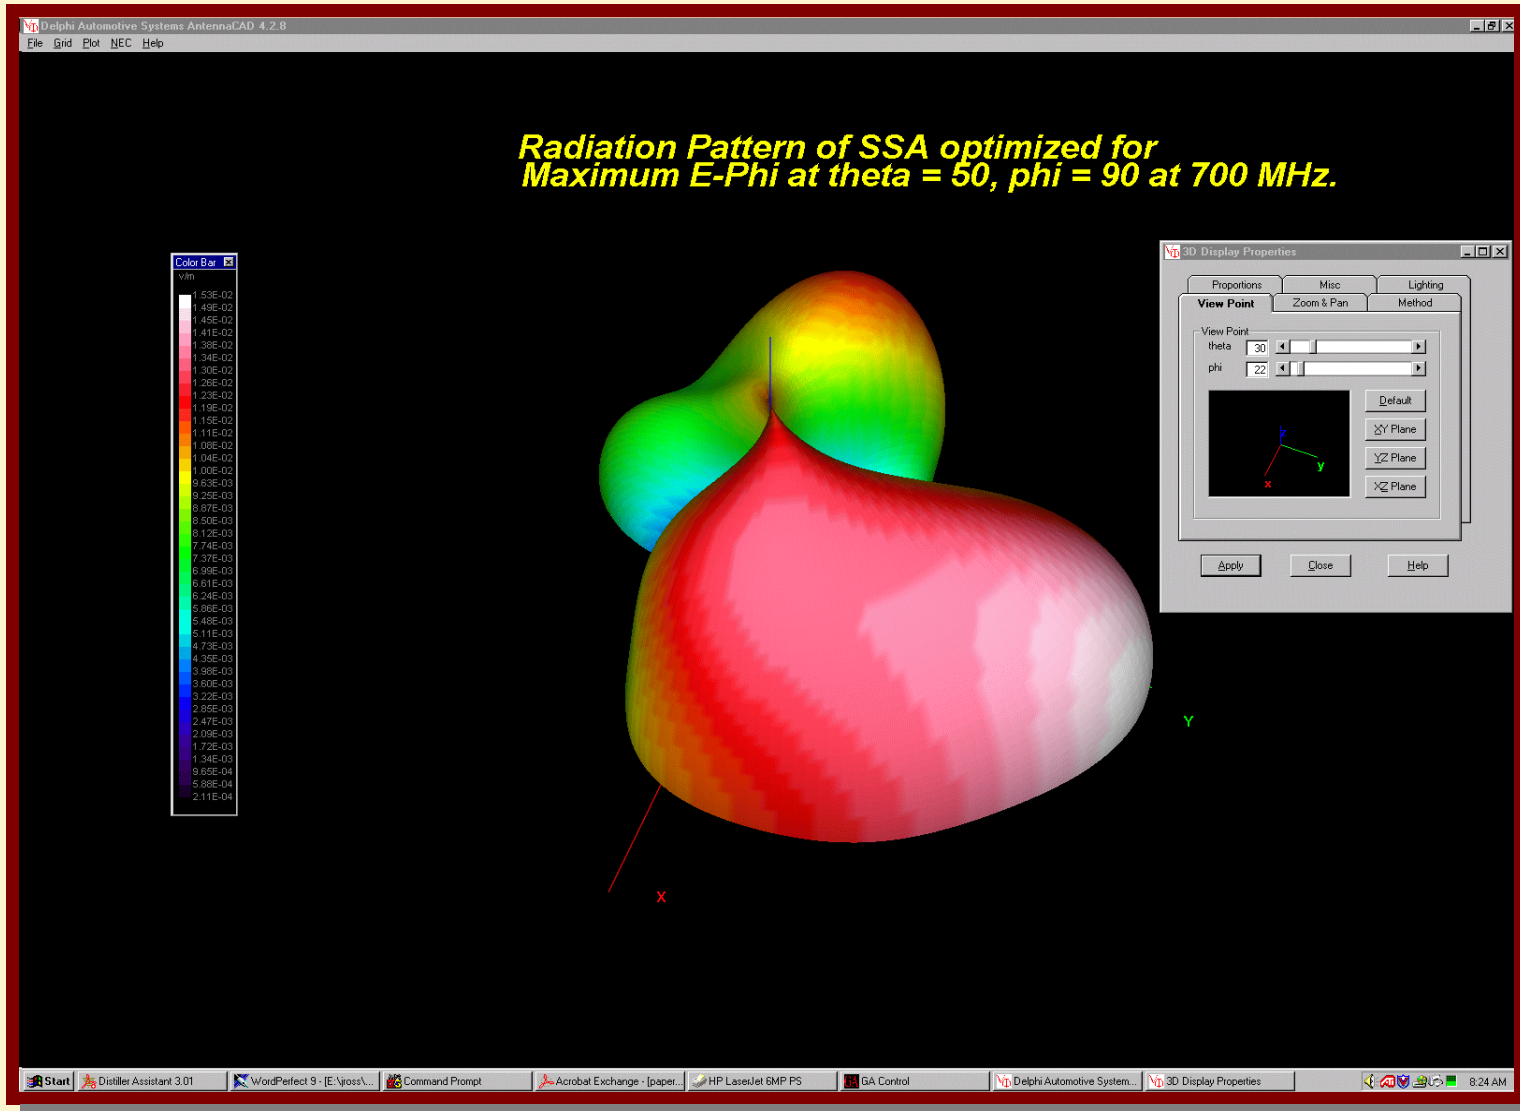 Delphi Automotive Systems AntennaCAD 4.2.8
File Grid Plot NEC Help
Radiation Pattern of SSA optimized for
Maximum E-Phi at theta = 50, phi = 90 at 700 MHz.
Color Bar
v/m
1.53E-02
1.49E-02
1.45E-02
1.41E-02
1.38E-02
1.34E-02
1.30E-02
1.26E-02
1.23E-02
1.19E-02
1.15E-02
1.11E-02
1.08E-02
1.04E-02
1.00E-02
9.63E-03
9.25E-03
8.87E-03
8.50E-03
8.12E-03
7.74E-03
7.37E-03
6.99E-03
6.61E-03
6.24E-03
5.86E-03
5.48E-03
5.11E-03
4.73E-03
4.35E-03
3.98E-03
3.60E-03
3.22E-03
2.85E-03
2.47E-03
2.09E-03
1.72E-03
1.34E-03
9.65E-04
5.88E-04
2.11E-04
Y
X
3D Display Properties
Proportions Misc Lighting
View Point Zoom & Pan Method
View Point
theta 30
phi 22
Default
XY Plane
YZ Plane
XZ Plane
z
y
x
Apply Close Help
Start Distiller Assistant 3.01 WordPerfect 9 - [E:\jross\... Command Prompt Acrobat Exchange - [paper... HP LaserJet 6MP PS GA GA Control Delphi Automotive System... 3D Display Properties 8:24 AM